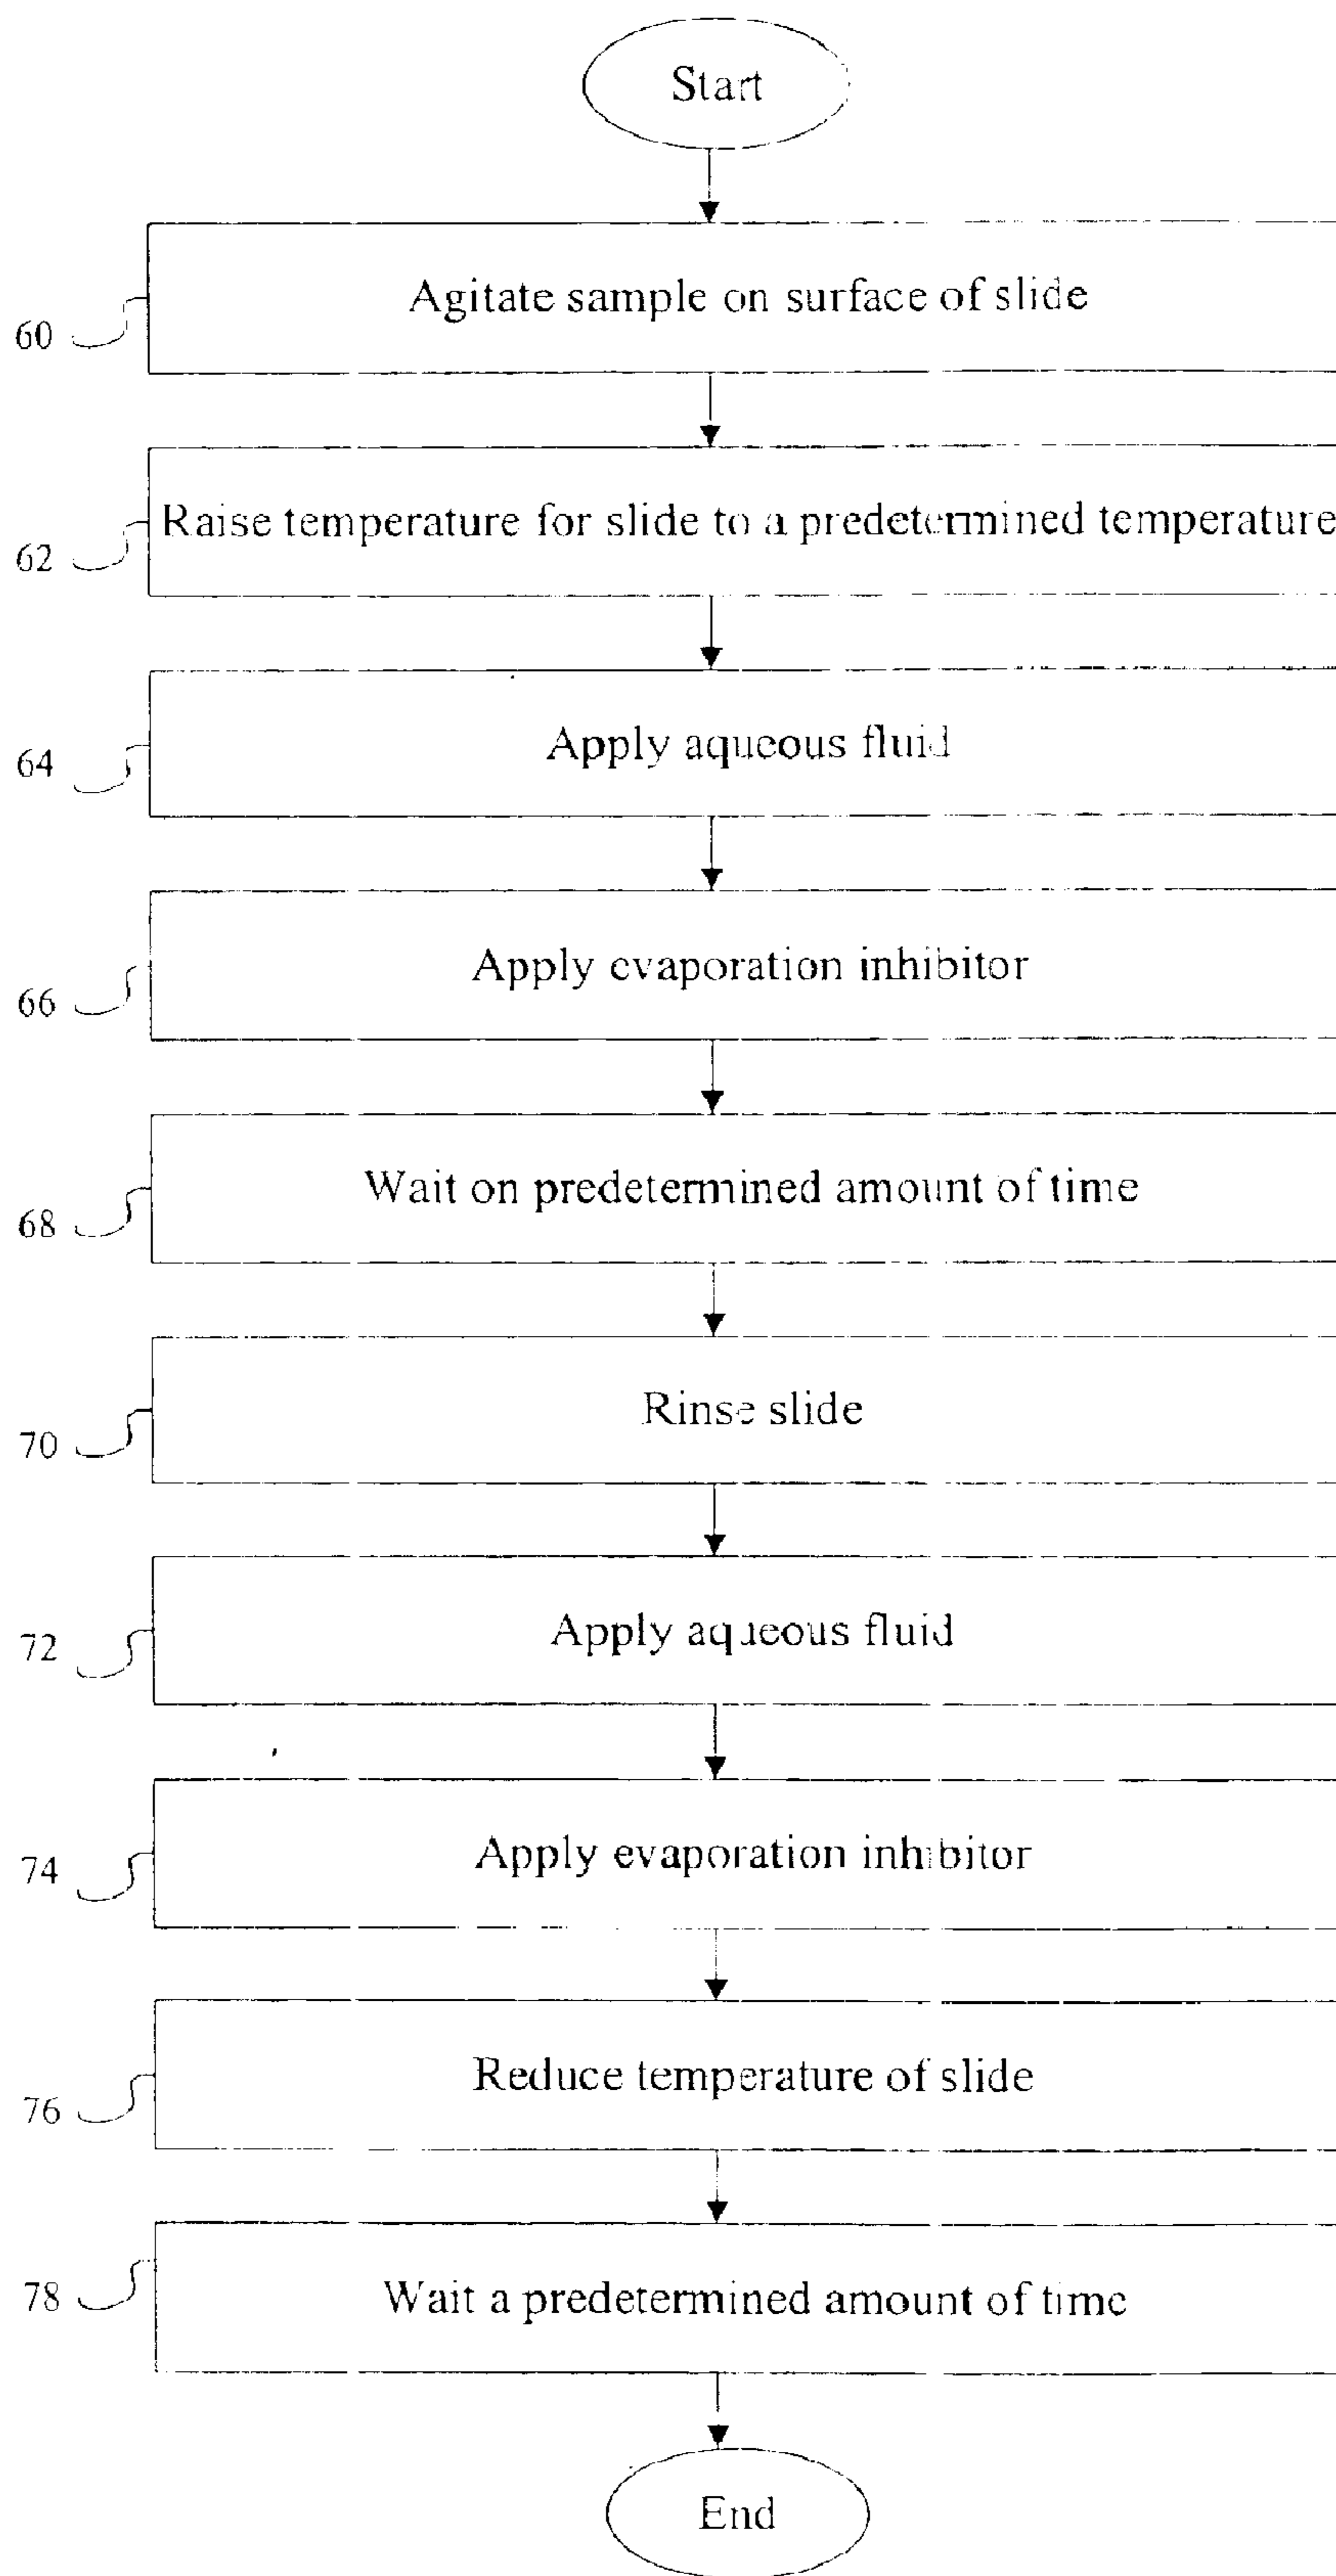 Start
Agitate sample on surface of slide
60
Raise temperature for slide to a predetermined temperature
62
Apply aqueous fluid
64
Apply evaporation inhibitor
66
Wait on predetermined amount of time
68
Rinse slide
70
Apply aqueous fluid
72
Apply evaporation inhibitor
74
Reduce temperature of slide
76
Wait a predetermined amount of time
78
End